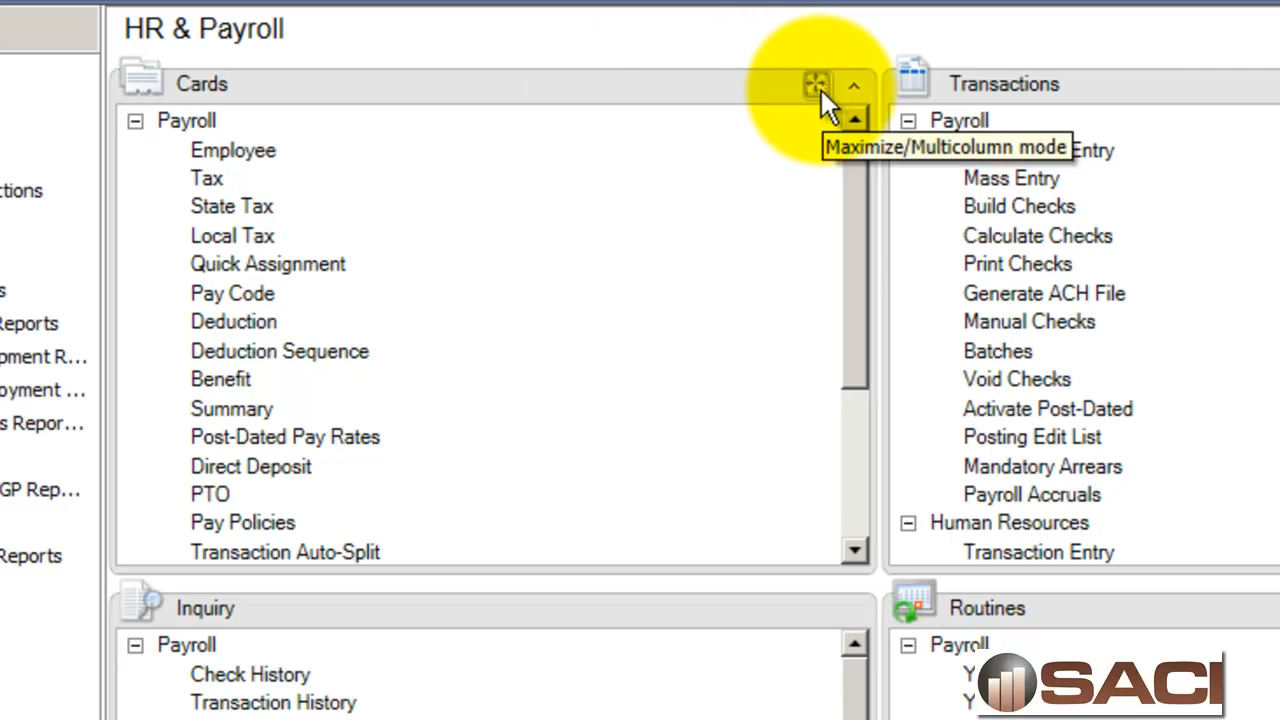 HR & Payroll
Cards
Payroll
Employee
Tax
State Tax
Local Tax
Quick Assignment
Pay Code
Deduction
Deduction Sequence
Benefit
Summary
Post-Dated Pay Rates
Direct Deposit
PTO
Pay Policies
Transaction Auto-Split
Transactions
Payroll
Maximize/Multicolumn mode
Entry
Mass Entry
Build Checks
Calculate Checks
Print Checks
Generate ACH File
Manual Checks
Batches
Void Checks
Activate Post-Dated
Posting Edit List
Mandatory Arrears
Payroll Accruals
Human Resources
Transaction Entry
Inquiry
Payroll
Check History
Transaction History
Routines
Payroll
Y
Y
SACI
tions
s
Reports
pment R...
oyment ...
s Repor...
GP Rep...
Reports